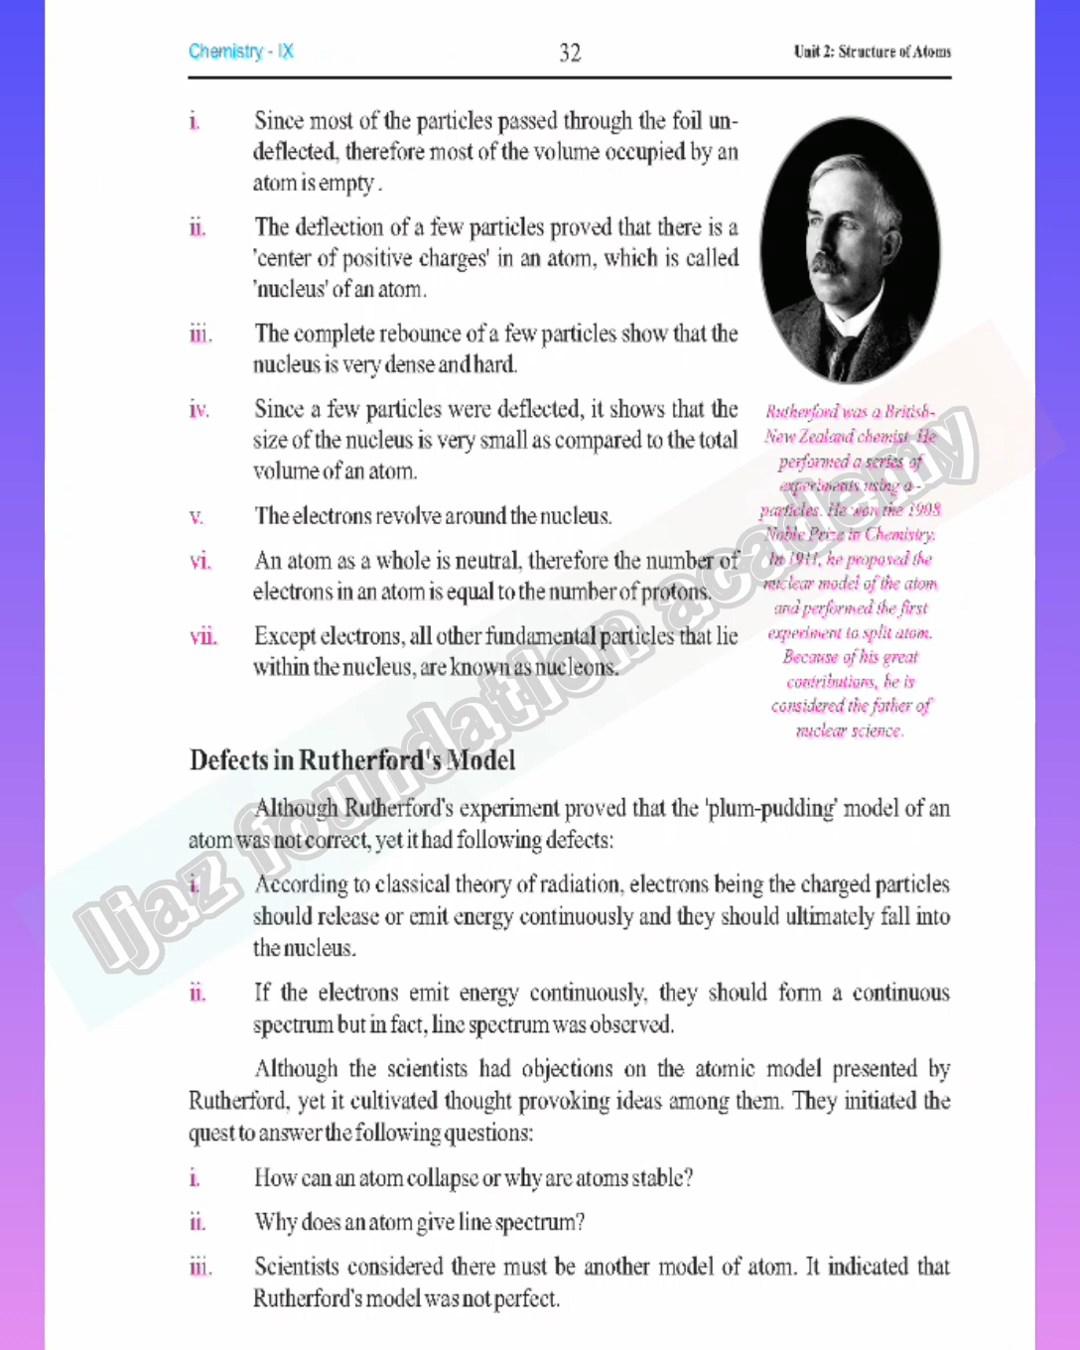 Chemistry - IX 32 Unit 2: Structure of Atoms
i. Since most of the particles passed through the foil un-
deflected, therefore most of the volume occupied by an
atom is empty .
ii. The deflection of a few particles proved that there is a
'center of positive charges' in an atom, which is called
'nucleus' of an atom.
iii. The complete rebounce of a few particles show that the
nucleus is very dense and hard.
iv. Since a few particles were deflected, it shows that the
size of the nucleus is very small as compared to the total
volume of an atom.
v. The electrons revolve around the nucleus.
vi. An atom as a whole is neutral, therefore the number of
electrons in an atom is equal to the number of protons.
vii. Except electrons, all other fundamental particles that lie
within the nucleus, are known as nucleons.
Rutherford was a British-
New Zealand chemist. He
performed a series of
experiments using α -
particles. He won the 1908
Noble Prize in Chemistry.
In 1911, he proposed the
nuclear model of the atom
and performed the first
experiment to split atom.
Because of his great
contributions, he is
considered the father of
nuclear science.
Defects in Rutherford's Model
Although Rutherford's experiment proved that the 'plum-pudding' model of an
atom was not correct, yet it had following defects:
i. According to classical theory of radiation, electrons being the charged particles
should release or emit energy continuously and they should ultimately fall into
the nucleus.
ii. If the electrons emit energy continuously, they should form a continuous
spectrum but in fact, line spectrum was observed.
Although the scientists had objections on the atomic model presented by
Rutherford, yet it cultivated thought provoking ideas among them. They initiated the
quest to answer the following questions:
i. How can an atom collapse or why are atoms stable?
ii. Why does an atom give line spectrum?
iii. Scientists considered there must be another model of atom. It indicated that
Rutherford's model was not perfect.
Ijaz foundation academy